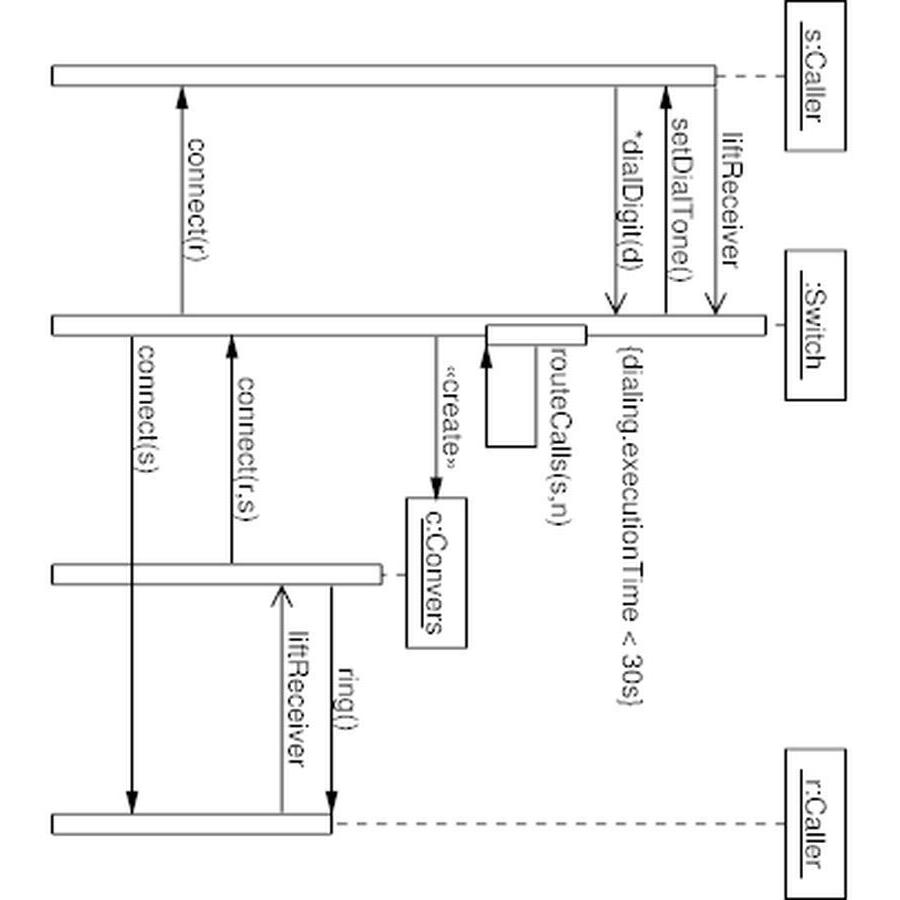 s:Caller
:Switch
r:Caller
liftReceiver
setDialTone()
*dialDigit(d)
{dialing.executionTime < 30s}
routeCalls(s,n)
«create»
c:Convers
ring()
liftReceiver
connect(r,s)
connect(r)
connect(s)